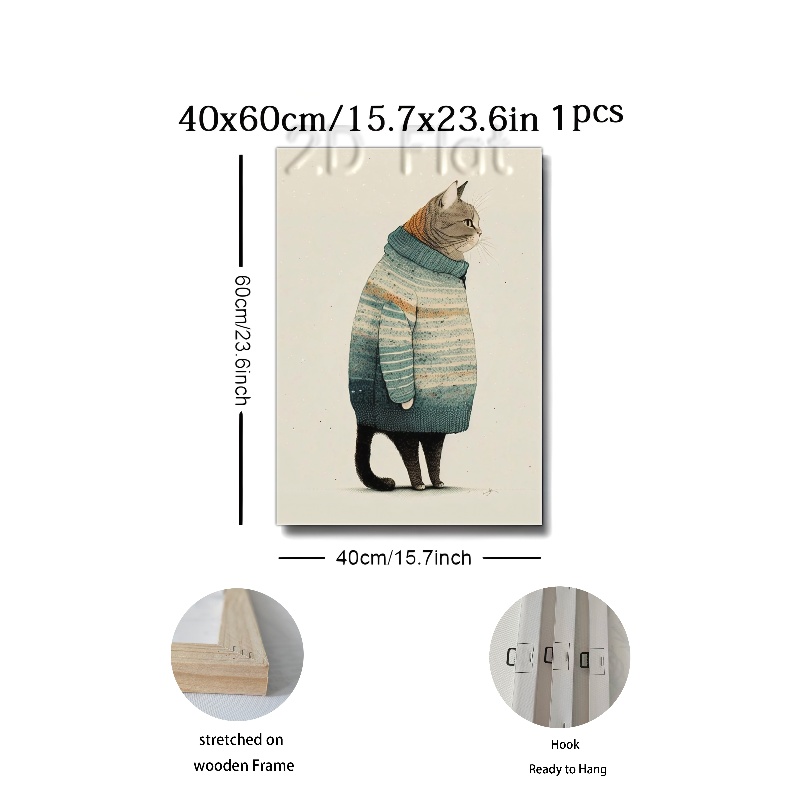 40x60cm/15.7x23.6in 1pcs
2D Flat
60cm/23.6inch
40cm/15.7inch
stretched on
wooden Frame
Hook
Ready to Hang